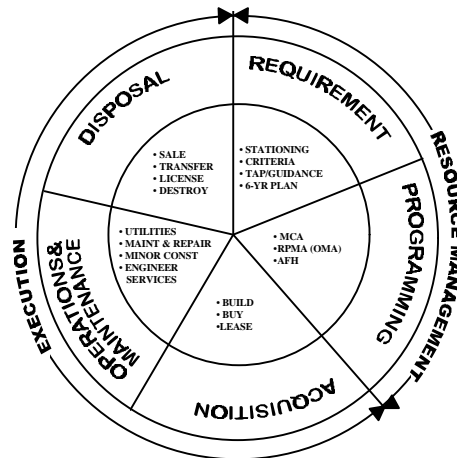 REQUIREMENT
• STATIONING
• CRITERIA
• TAP/GUIDANCE
• 6-YR PLAN
RESOURCE MANAGEMENT
PROGRAMMING
• MCA
•RPMA (OMA)
• AFH
ACQUISITION
• BUILD
• BUY
•LEASE
EXECUTION
OPERATIONS&
MAINTENANCE
• UTILITIES
• MAINT & REPAIR
• MINOR CONST
• ENGINEER
SERVICES
DISPOSAL
• SALE
• TRANSFER
• LICENSE
• DESTROY